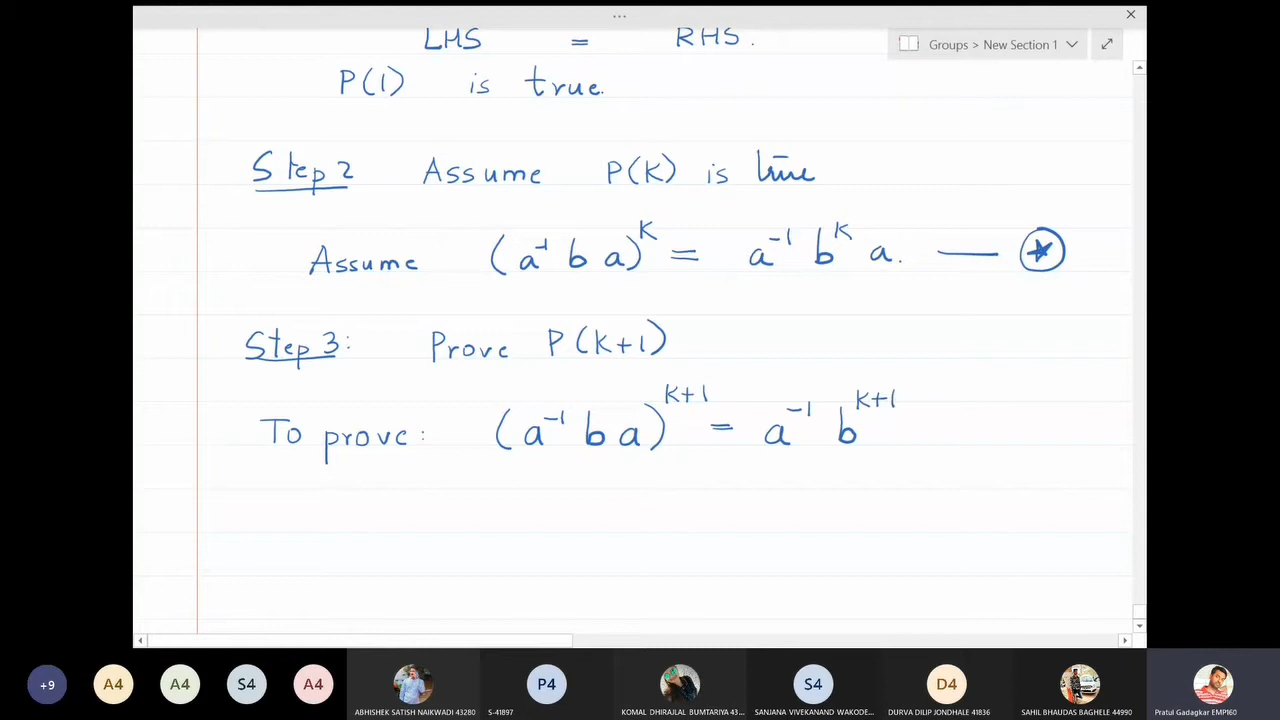 LHS = RHS.
Groups > New Section 1
P(1) is true.
Step 2 Assume P(K) is true
Assume (a⁻¹ b a)ᴷ = a⁻¹ bᴷ a. — ★
Step 3: Prove P(K+1)
To prove: (a⁻¹ b a)ᴷ⁺¹ = a⁻¹ bᴷ⁺¹
+9 A4 A4 S4 A4 P4 S4 D4
ABHISHEK SATISH NAIKWADI 43280 S-41897 KOMAL DHIRAJLAL BUMTARIYA 43... SANJANA VIVEKANAND WAKODE... DURVA DILIP JONDHALE 41836 SAHIL BHAUDAS BAGHELE 44990 Pratul Gadagkar EMPI60